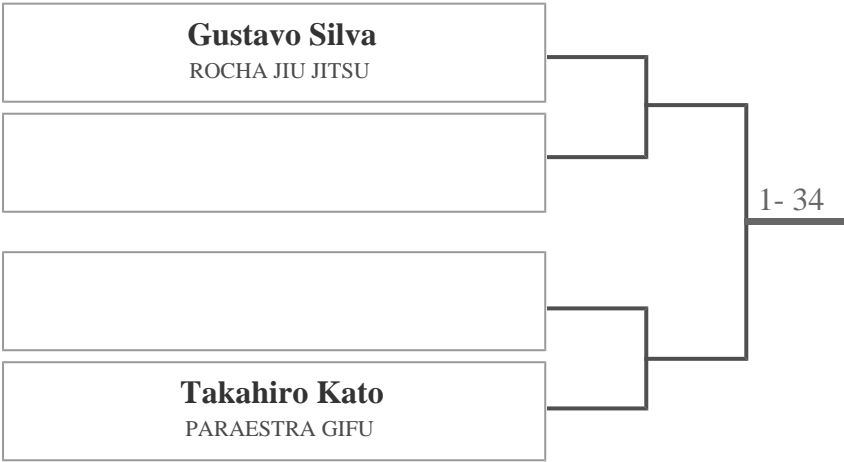 Gustavo Silva
ROCHA JIU JITSU
1- 34
Takahiro Kato
PARAESTRA GIFU